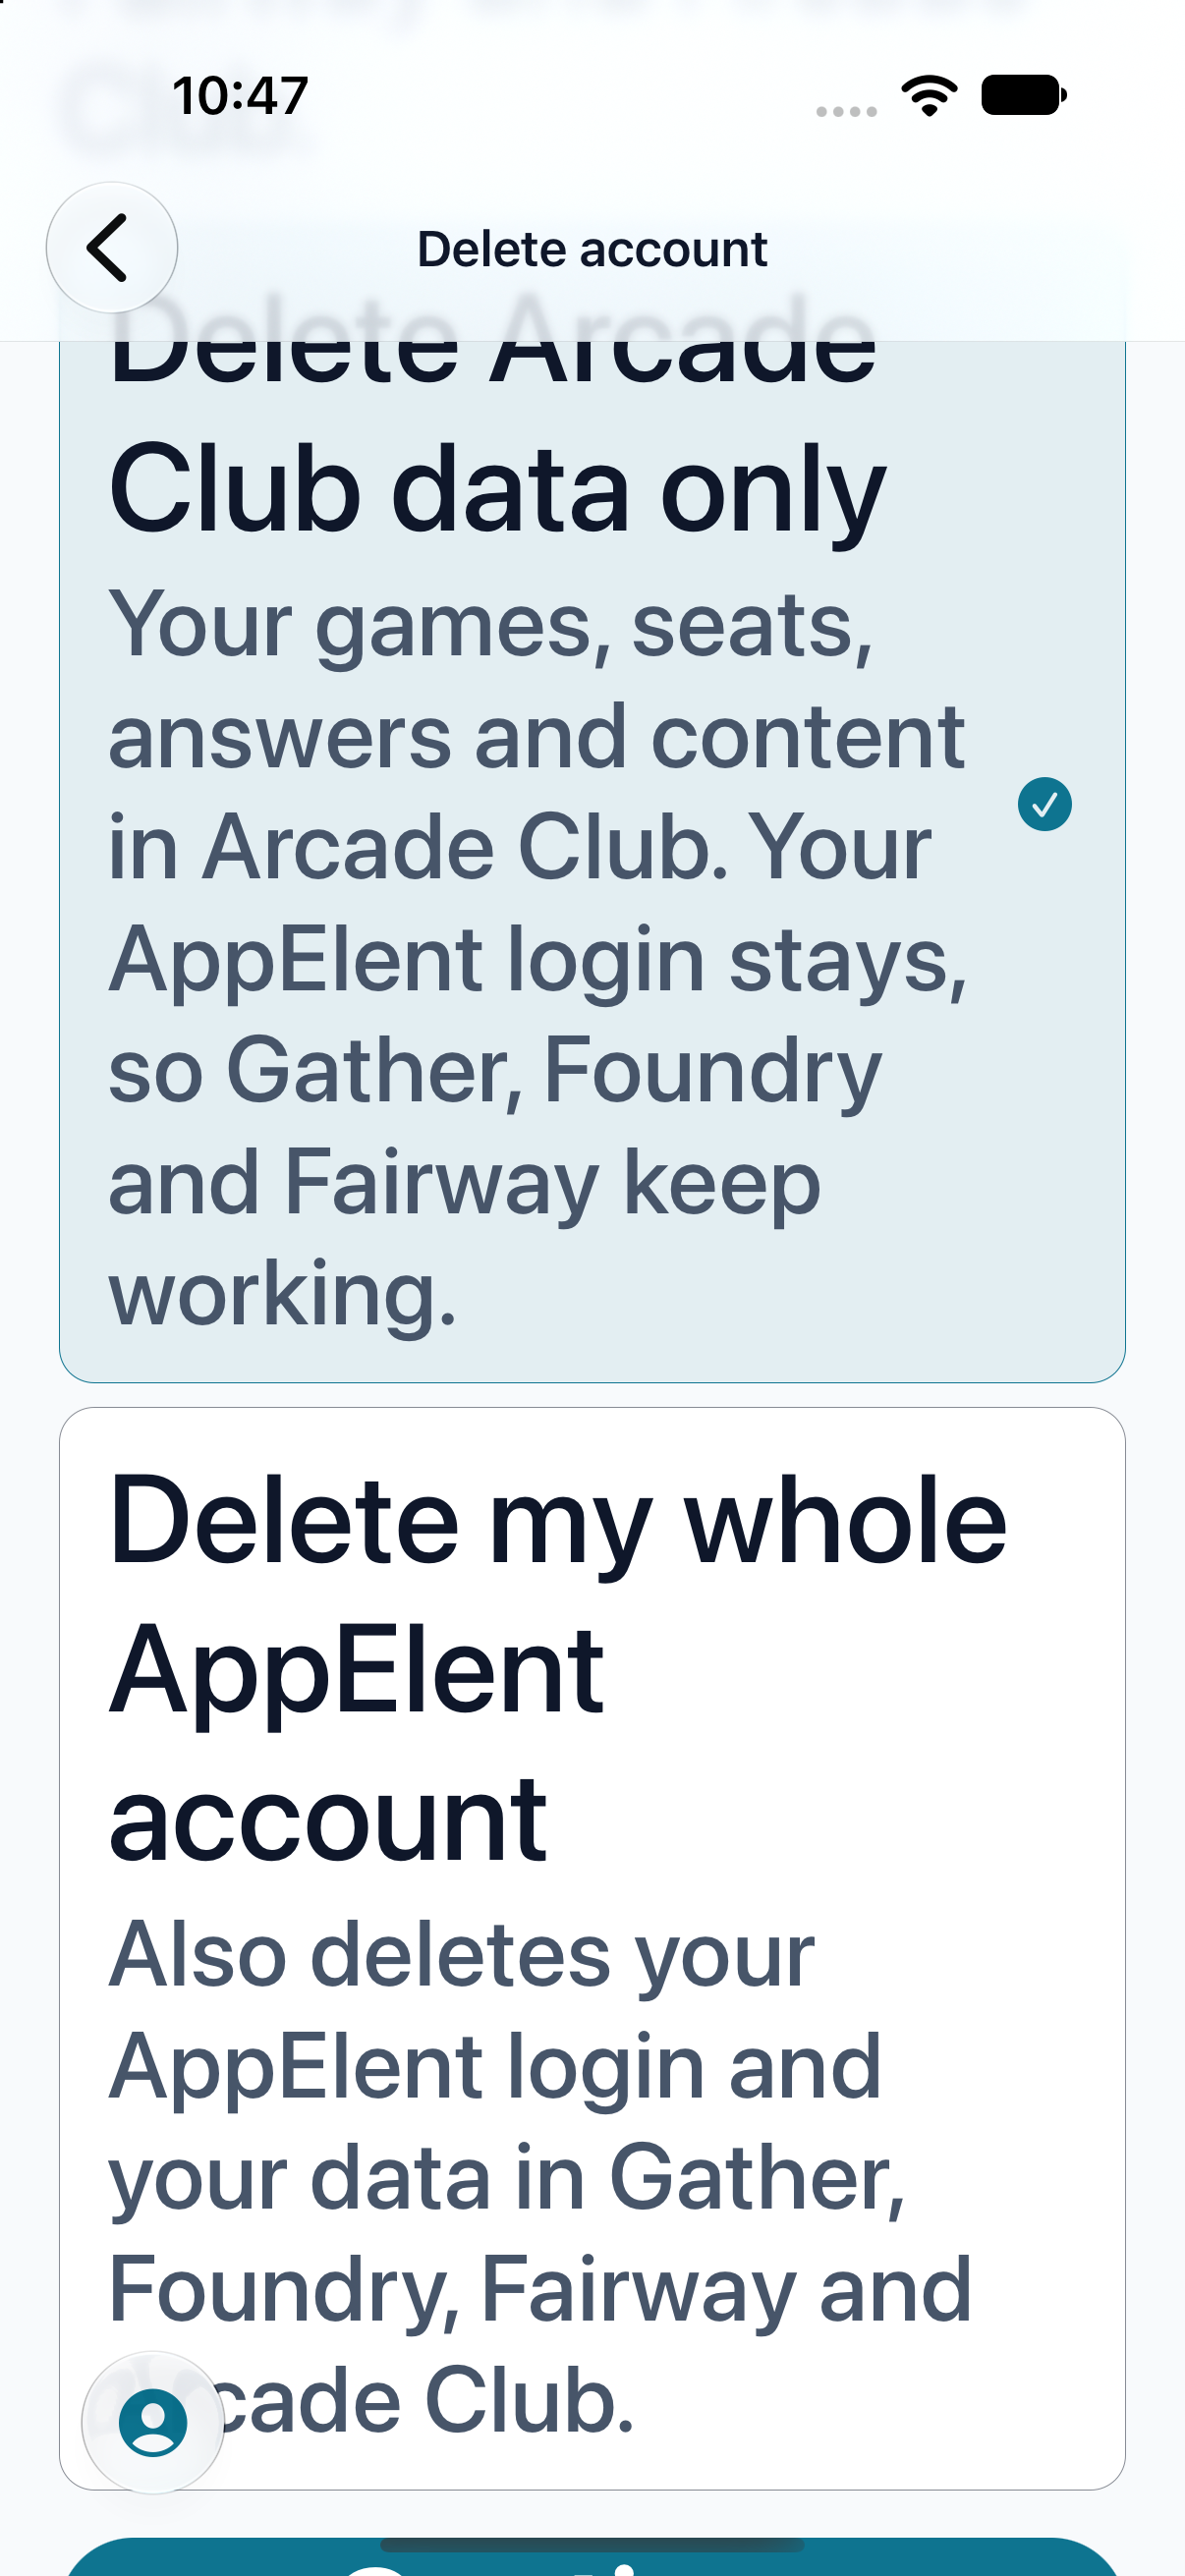 10:47
Delete account
Delete Arcade
Club data only
Your games, seats,
answers and content
in Arcade Club. Your
AppElent login stays,
so Gather, Foundry
and Fairway keep
working.
Delete my whole
AppElent
account
Also deletes your
AppElent login and
your data in Gather,
Foundry, Fairway and
cade Club.